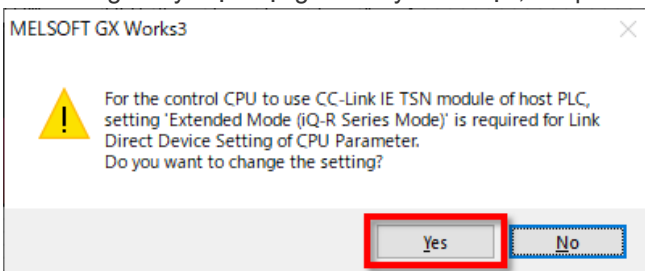 MELSOFT GX Works3
For the control CPU to use CC-Link IE TSN module of host PLC,
setting 'Extended Mode (iQ-R Series Mode)' is required for Link
Direct Device Setting of CPU Parameter.
Do you want to change the setting?
Yes
No